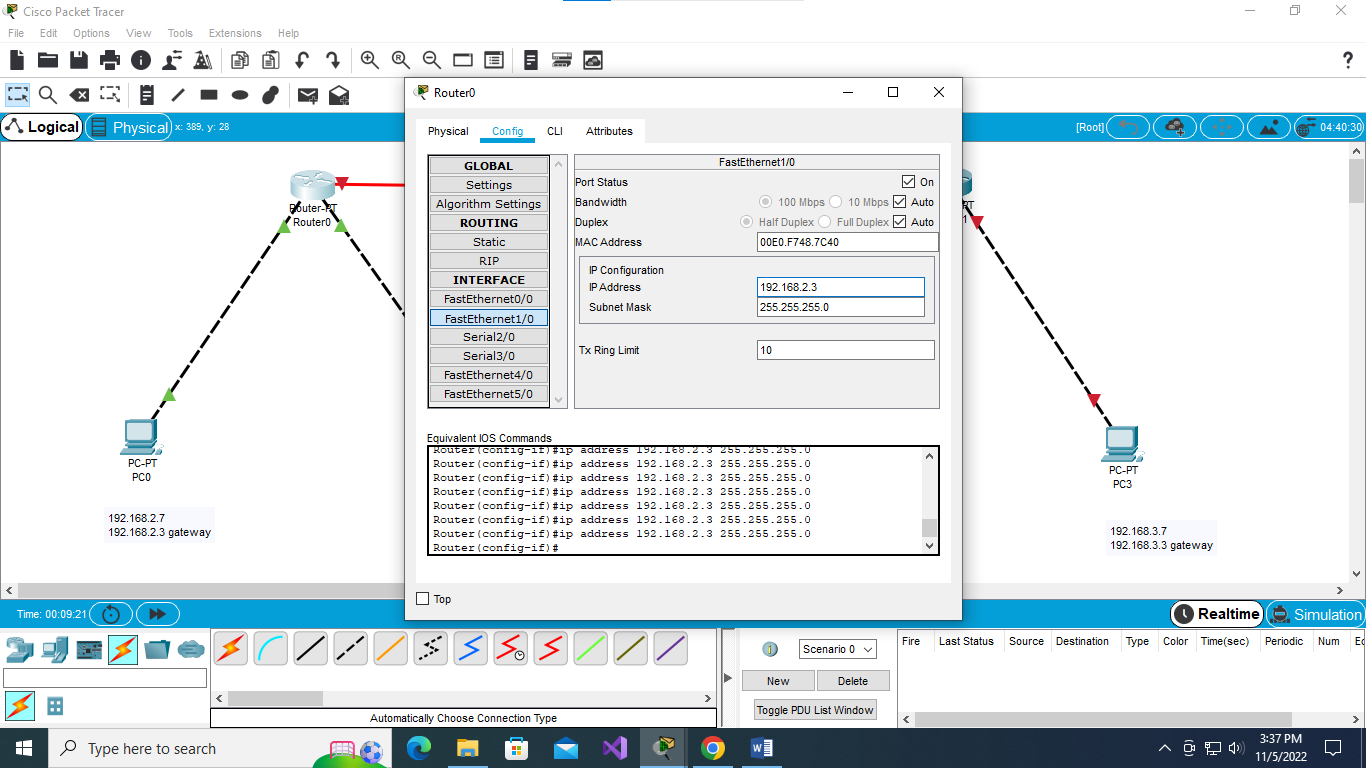 Cisco Packet Tracer
File Edit Options View Tools Extensions Help
?
Logical
Physical
x: 389, y: 28
[Root]
04:40:30
Router-PT
Router0
PC-PT
PC0
192.168.2.7
192.168.2.3 gateway
Router0
Physical Config CLI Attributes
GLOBAL
Settings
Algorithm Settings
ROUTING
Static
RIP
INTERFACE
FastEthernet0/0
FastEthernet1/0
Serial2/0
Serial3/0
FastEthernet4/0
FastEthernet5/0
FastEthernet1/0
Port Status On
Bandwidth 100 Mbps 10 Mbps Auto
Duplex Half Duplex Full Duplex Auto
MAC Address 00E0.F748.7C40
IP Configuration
IP Address 192.168.2.3
Subnet Mask 255.255.255.0
Tx Ring Limit 10
Equivalent IOS Commands
Router(config-if)#ip address 192.168.2.3 255.255.255.0
Router(config-if)#ip address 192.168.2.3 255.255.255.0
Router(config-if)#ip address 192.168.2.3 255.255.255.0
Router(config-if)#ip address 192.168.2.3 255.255.255.0
Router(config-if)#ip address 192.168.2.3 255.255.255.0
Router(config-if)#ip address 192.168.2.3 255.255.255.0
Router(config-if)#ip address 192.168.2.3 255.255.255.0
Router(config-if)#
Top
PT
1
PC-PT
PC3
192.168.3.7
192.168.3.3 gateway
Time: 00:09:21
Realtime
Simulation
Automatically Choose Connection Type
Scenario 0
New Delete
Toggle PDU List Window
Fire Last Status Source Destination Type Color Time(sec) Periodic Num Ec
Type here to search
3:37 PM
11/5/2022